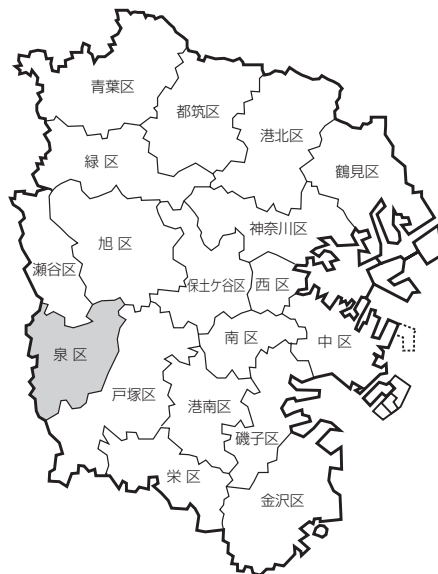 青葉区
都筑区
港北区
緑 区
鶴見区
神奈川区
旭 区
瀬谷区
保土ケ谷区
西 区
南 区
中 区
泉 区
戸塚区
港南区
磯子区
栄 区
金沢区